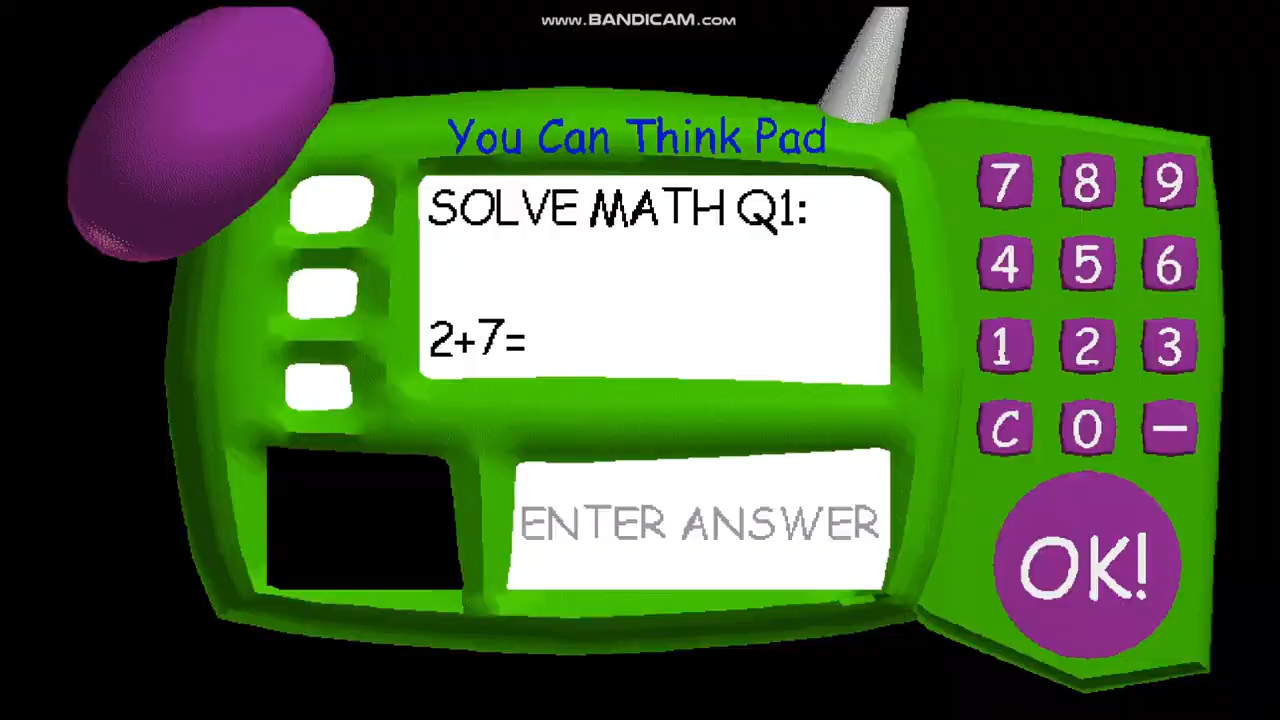 www.BANDICAM.com
You Can Think Pad
SOLVE MATH Q1:
2+7=
ENTER ANSWER
7 8 9
4 5 6
1 2 3
C 0 —
OK!